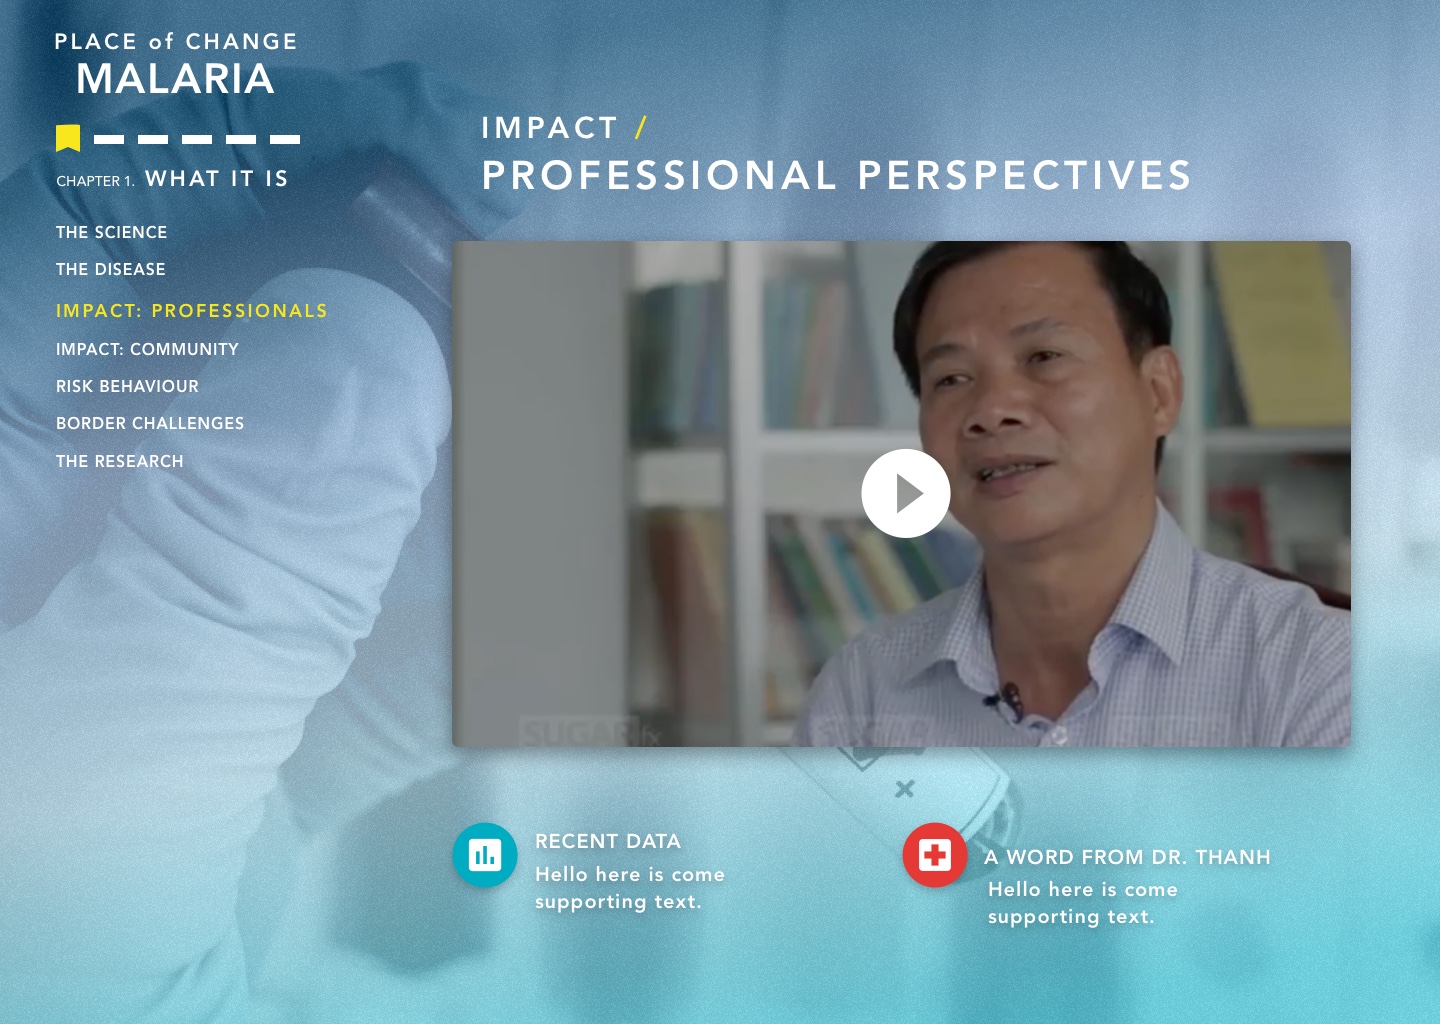 PLACE of CHANGE
MALARIA
CHAPTER 1. WHAT IT IS
THE SCIENCE
THE DISEASE
IMPACT: PROFESSIONALS
IMPACT: COMMUNITY
RISK BEHAVIOUR
BORDER CHALLENGES
THE RESEARCH
IMPACT /
PROFESSIONAL PERSPECTIVES
SUGARfx
RECENT DATA
Hello here is come
supporting text.
A WORD FROM DR. THANH
Hello here is come
supporting text.